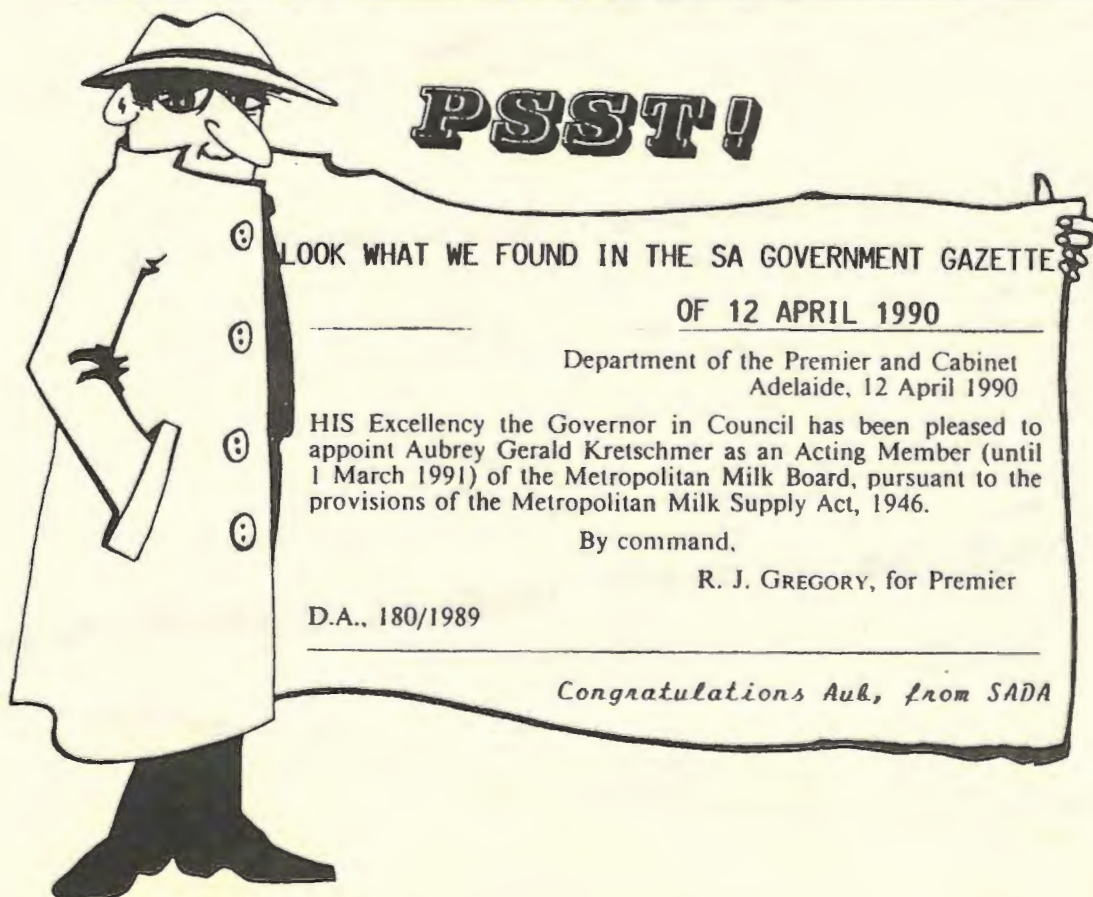 PSST!
LOOK WHAT WE FOUND IN THE SA GOVERNMENT GAZETTE
OF 12 APRIL 1990
Department of the Premier and Cabinet
Adelaide, 12 April 1990
HIS Excellency the Governor in Council has been pleased to
appoint Aubrey Gerald Kretschmer as an Acting Member (until
1 March 1991) of the Metropolitan Milk Board, pursuant to the
provisions of the Metropolitan Milk Supply Act, 1946.
By command,
R. J. GREGORY, for Premier
D.A., 180/1989
Congratulations Aub, from SADA